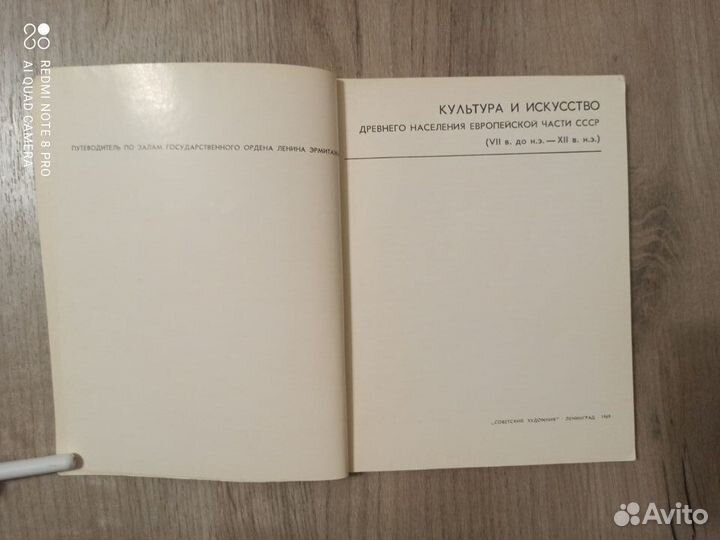 REDMI NOTE 8 PRO
AI QUAD CAMERA
ПУТЕВОДИТЕЛЬ ПО ЗАЛАМ ГОСУДАРСТВЕННОГО ОРДЕНА ЛЕНИНА ЭРМИТАЖА
КУЛЬТУРА И ИСКУССТВО
ДРЕВНЕГО НАСЕЛЕНИЯ ЕВРОПЕЙСКОЙ ЧАСТИ СССР
(VII в. до н.э. — XII в. н.э.)
„СОВЕТСКИЙ ХУДОЖНИК" ЛЕНИНГРАД 1969
Avito